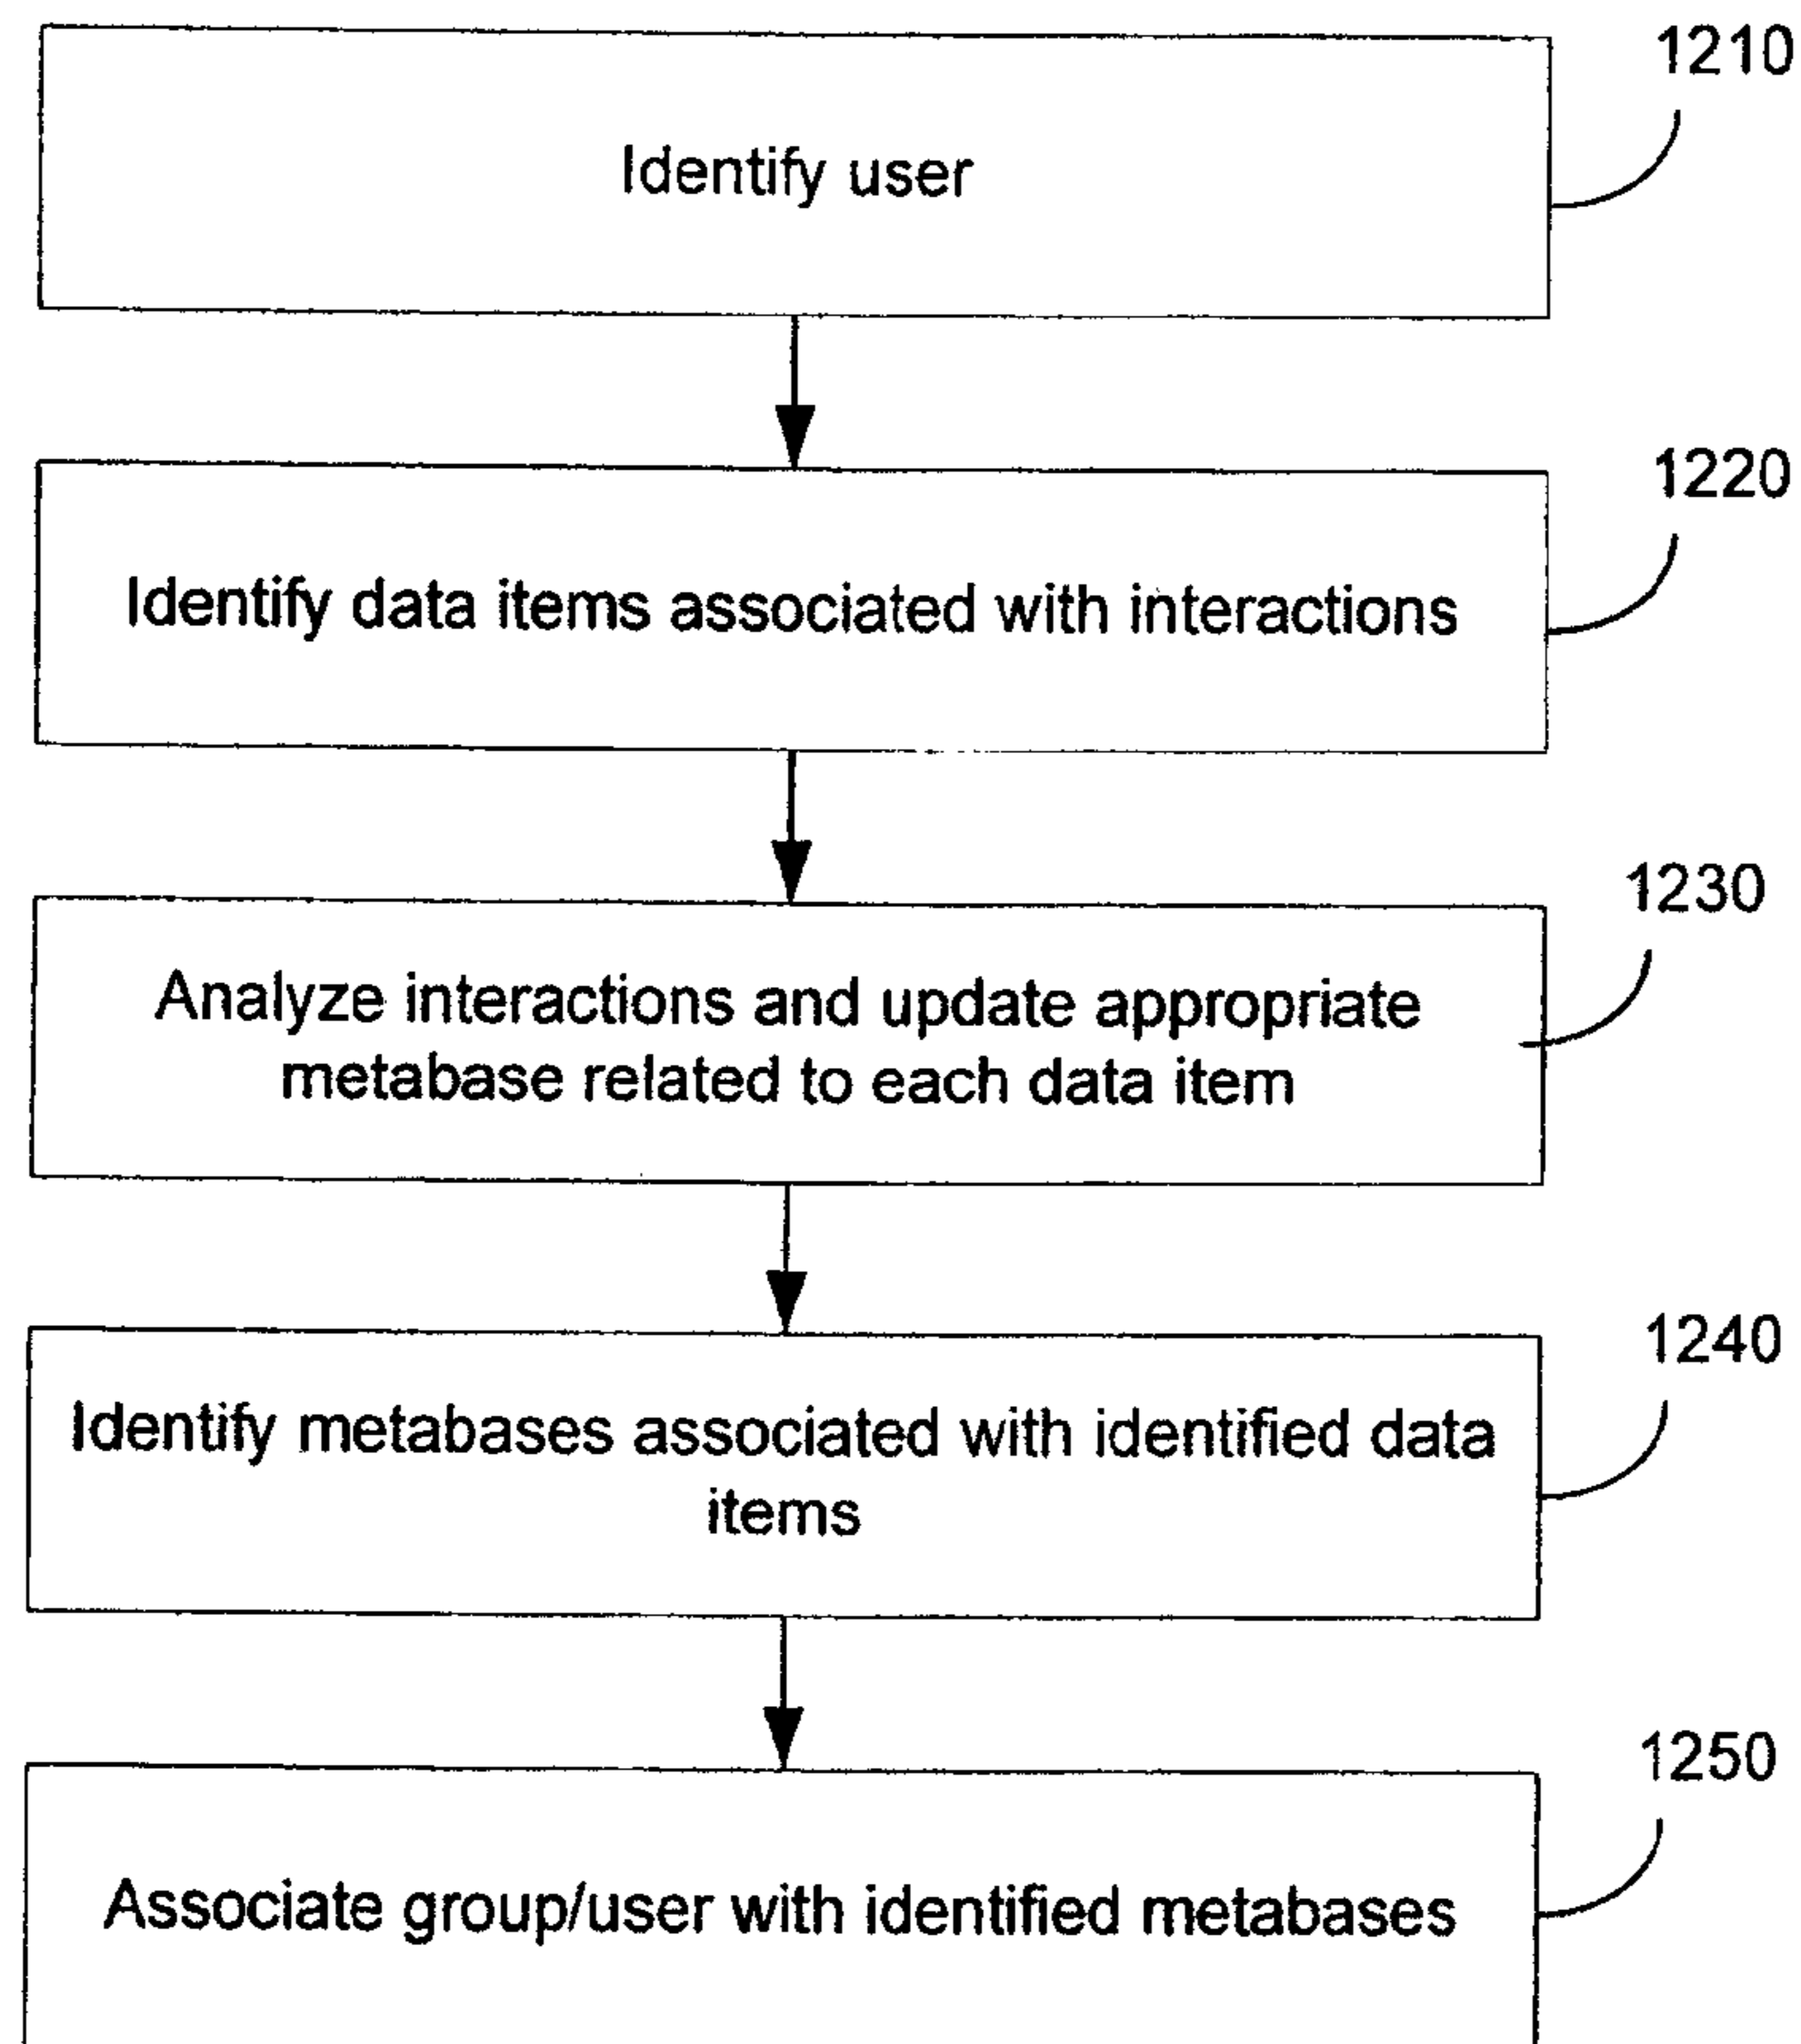 1210
Identify user
1220
Identify data items associated with interactions
1230
Analyze interactions and update appropriate
metabase related to each data item
1240
Identify metabases associated with identified data
items
1250
Associate group/user with identified metabases